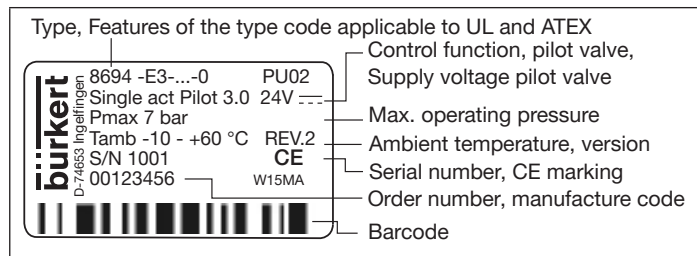 Type, Features of the type code applicable to UL and ATEX
Control function, pilot valve,
Supply voltage pilot valve
Max. operating pressure
Ambient temperature, version
Serial number, CE marking
Order number, manufacture code
Barcode
bürkert
D-74653 Ingelfingen
8694 -E3-...-0 PU02
Single act Pilot 3.0 24V
Pmax 7 bar
Tamb -10 - +60 °C REV.2
S/N 1001 CE
00123456 W15MA